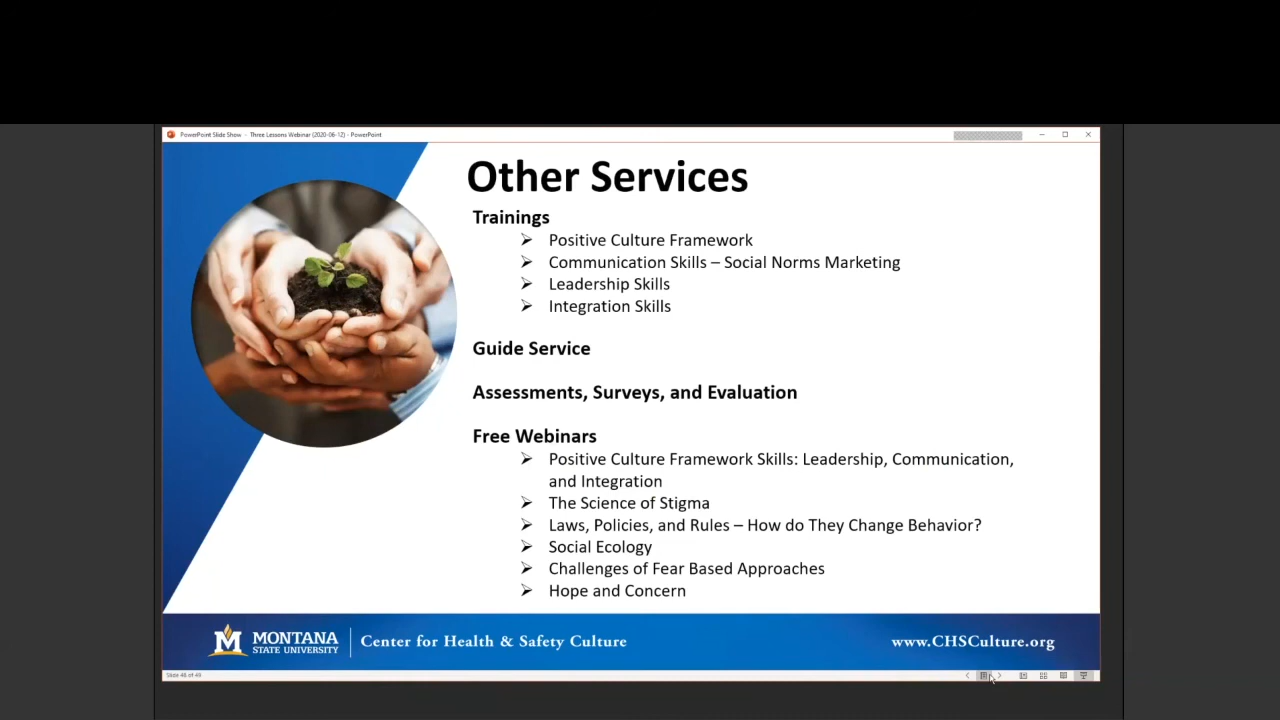 PowerPoint Slide Show - Three Lessons Webinar (2020-06-12) - PowerPoint
Other Services
Trainings
Positive Culture Framework
Communication Skills – Social Norms Marketing
Leadership Skills
Integration Skills
Guide Service
Assessments, Surveys, and Evaluation
Free Webinars
Positive Culture Framework Skills: Leadership, Communication,
and Integration
The Science of Stigma
Laws, Policies, and Rules – How do They Change Behavior?
Social Ecology
Challenges of Fear Based Approaches
Hope and Concern
M MONTANA
STATE UNIVERSITY
Center for Health & Safety Culture
www.CHSCulture.org